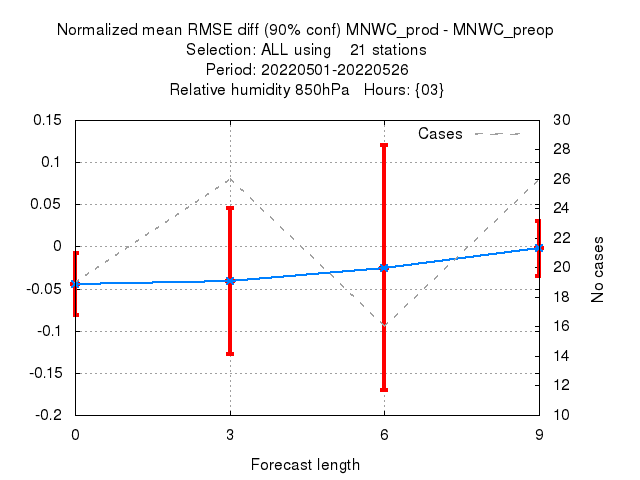 Normalized mean RMSE diff (90% conf) MNWC_prod - MNWC_preop
Selection: ALL using    21 stations
Period: 20220501-20220526
Relative humidity 850hPa   Hours: {03}
Cases
0.15
0.1
0.05
0
-0.05
-0.1
-0.15
-0.2
30
28
26
24
22
20
18
16
14
12
10
No cases
0 3 6 9
Forecast length